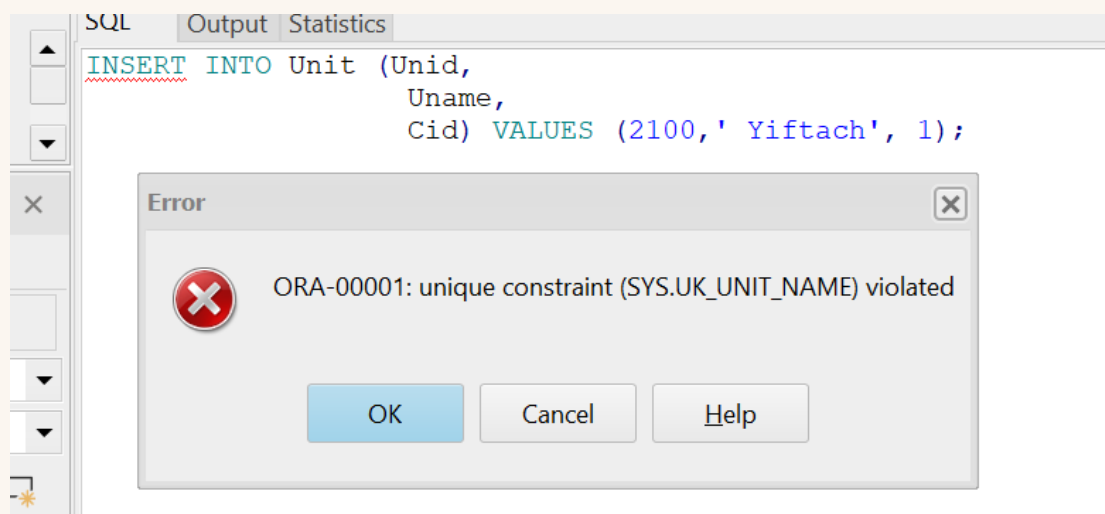 SQL Output Statistics
INSERT INTO Unit (Unid,
Uname,
Cid) VALUES (2100,' Yiftach', 1);
Error
ORA-00001: unique constraint (SYS.UK_UNIT_NAME) violated
OK Cancel Help